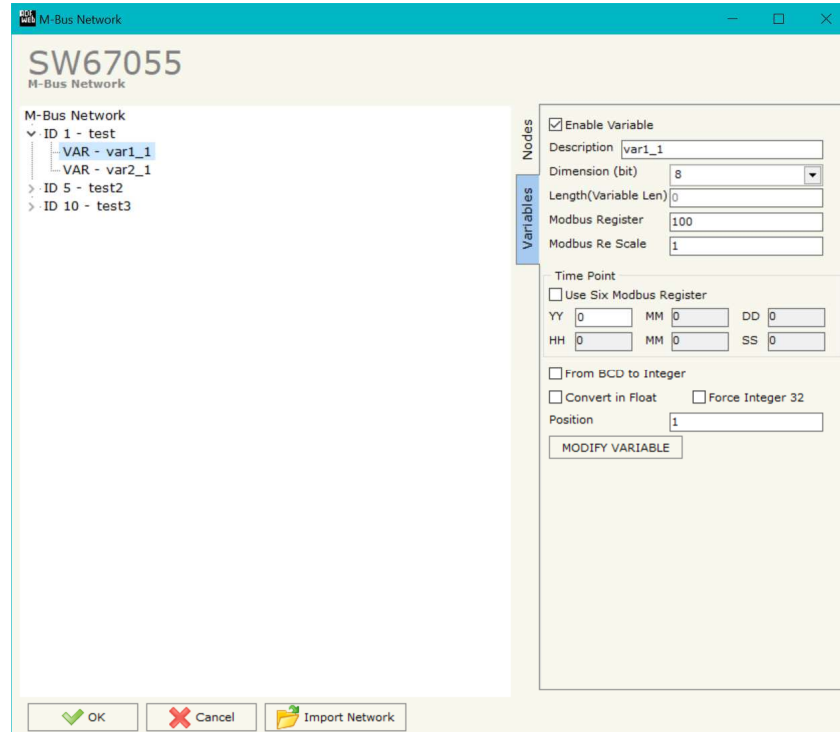 M-Bus Network
SW67055
M-Bus Network
M-Bus Network
ID 1 - test
VAR - var1_1
VAR - var2_1
ID 5 - test2
ID 10 - test3
Nodes
Variables
Enable Variable
Description var1_1
Dimension (bit) 8
Length(Variable Len) 0
Modbus Register 100
Modbus Re Scale 1
Time Point
Use Six Modbus Register
YY 0 MM 0 DD 0
HH 0 MM 0 SS 0
From BCD to Integer
Convert in Float Force Integer 32
Position 1
MODIFY VARIABLE
OK Cancel Import Network